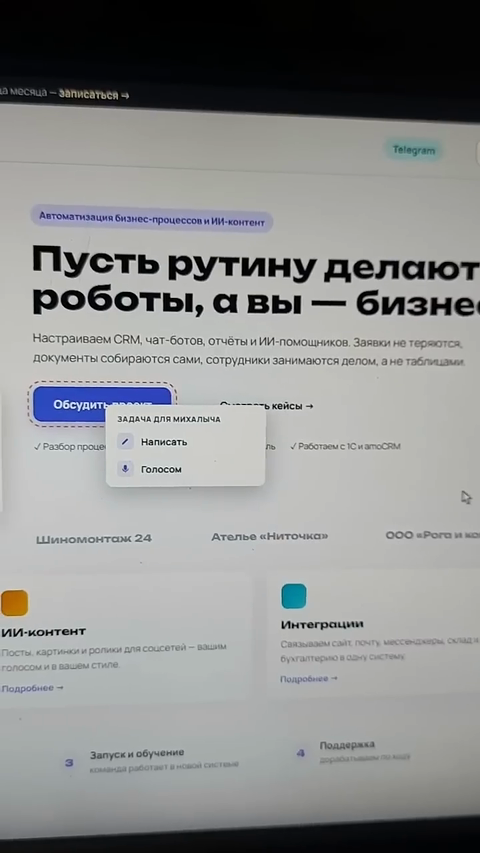 месяца — записаться →
Telegram
Автоматизация бизнес-процессов и ИИ-контент
Пусть рутину делают
роботы, а вы — бизнес
Настраиваем CRM, чат-ботов, отчёты и ИИ-помощников. Заявки не теряются,
документы собираются сами, сотрудники занимаются делом, а не таблицами.
Обсудить проект
кейсы →
ЗАДАЧА ДЛЯ МИХАЛЫЧА
Написать
Голосом
✓ Разбор
✓ Работаем с 1С и amoCRM
Шиномонтаж 24
Ателье «Ниточка»
ООО «Рога и
ИИ-контент
Посты, картинки и ролики для соцсетей — вашим
голосом и в вашем стиле.
Подробнее →
Интеграции
Связываем сайт, почту, мессенджеры, склад и
бухгалтерию в одну систему.
Подробнее →
3 Запуск и обучение
команда работает в новой системе
4 Поддержка
дорабатываем по ходу